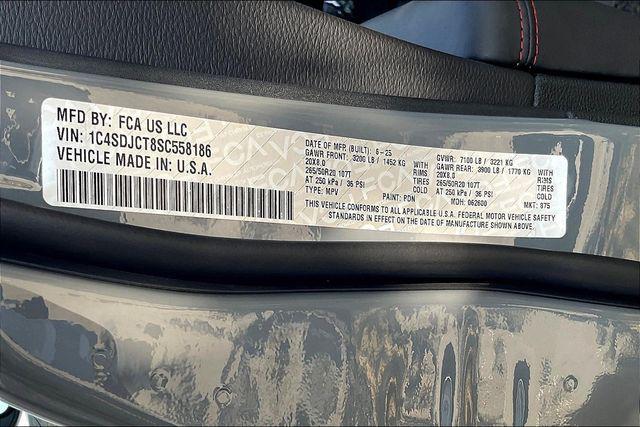 MFD BY: FCA US LLC
VIN: 1C4SDJCT8SC558186
VEHICLE MADE IN: U.S.A.
DATE OF MFR. (BUILT): 6-25
GAWR FRONT: 3200 LB / 1452 KG WITH
20X8.0 RIMS
265/50R20 107T TIRES
AT 250 kPa / 36 PSI COLD
TYPE: MPV PAINT: PDN
GVWR: 7100 LB / 3221 KG
GAWR REAR: 3900 LB / 1770 KG WITH
20X8.0 RIMS
265/50R20 107T TIRES
AT 250 kPa / 36 PSI COLD
MDH: 062600 MKT: 975
THIS VEHICLE CONFORMS TO ALL APPLICABLE U.S.A. FEDERAL MOTOR VEHICLE SAFETY
STANDARDS IN EFFECT ON THE DATE OF MANUFACTURE SHOWN ABOVE.